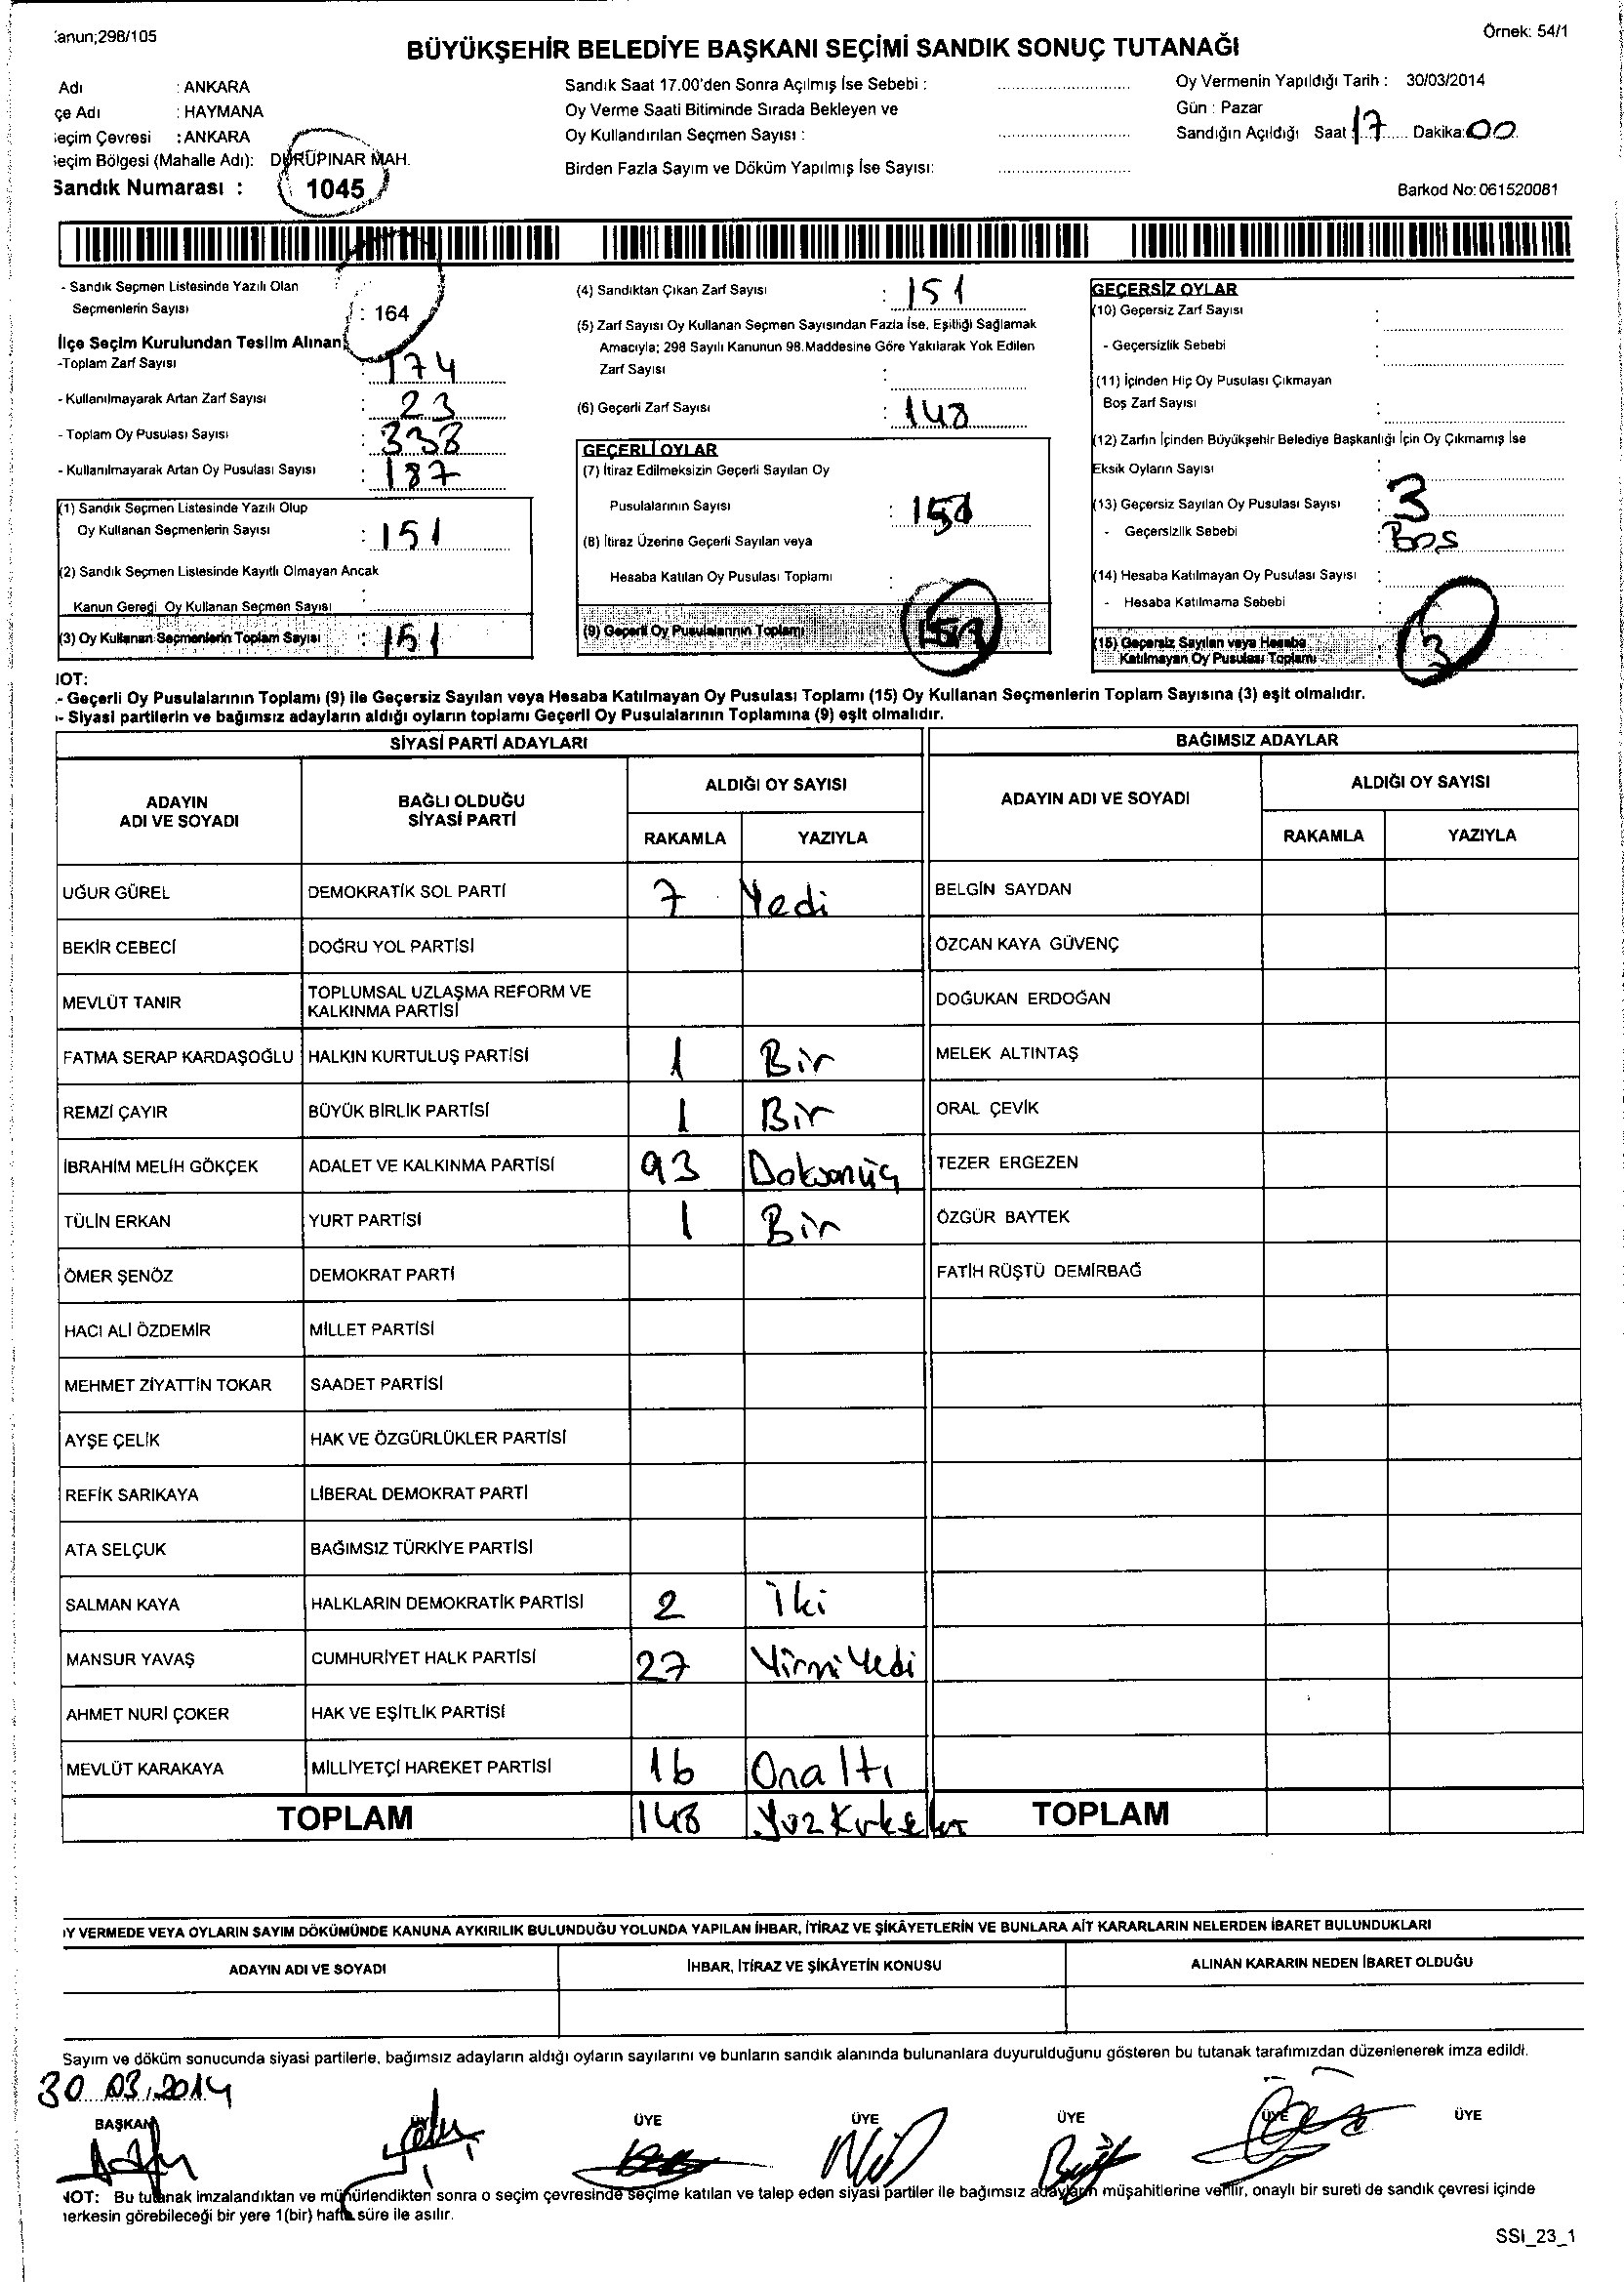 anun;298/105
Örnek: 54/1
BÜYÜKŞEHİR BELEDİYE BAŞKANI SEÇİMİ SANDIK SONUÇ TUTANAĞI
Adı : ANKARA
çe Adı : HAYMANA
eçim Çevresi : ANKARA
eçim Bölgesi (Mahalle Adı): DURUPINAR MAH.
Sandık Numarası : 1045
Sandık Saat 17.00'den Sonra Açılmış İse Sebebi :
Oy Verme Saati Bitiminde Sırada Bekleyen ve
Oy Kullandırılan Seçmen Sayısı :
Birden Fazla Sayım ve Döküm Yapılmış İse Sayısı:
Oy Vermenin Yapıldığı Tarih : 30/03/2014
Gün : Pazar
Sandığın Açıldığı Saat 17 Dakika: 00
Barkod No: 061520081
- Sandık Seçmen Listesinde Yazılı Olan
Seçmenlerin Sayısı : 164
İlçe Seçim Kurulundan Teslim Alınan
-Toplam Zarf Sayısı : 174
- Kullanılmayarak Artan Zarf Sayısı : 23
- Toplam Oy Pusulası Sayısı : 338
- Kullanılmayarak Artan Oy Pusulası Sayısı : 187
(1) Sandık Seçmen Listesinde Yazılı Olup
Oy Kullanan Seçmenlerin Sayısı : 151
(2) Sandık Seçmen Listesinde Kayıtlı Olmayan Ancak
Kanun Gereği Oy Kullanan Seçmen Sayısı :
(3) Oy Kullanan Seçmenlerin Toplam Sayısı : 151
(4) Sandıktan Çıkan Zarf Sayısı : 151
(5) Zarf Sayısı Oy Kullanan Seçmen Sayısından Fazla İse, Eşitliği Sağlamak
Amacıyla; 298 Sayılı Kanunun 98.Maddesine Göre Yakılarak Yok Edilen
Zarf Sayısı :
(6) Geçerli Zarf Sayısı : 148
GEÇERLİ OYLAR
(7) İtiraz Edilmeksizin Geçerli Sayılan Oy
Pusulalarının Sayısı :
(8) İtiraz Üzerine Geçerli Sayılan veya
Hesaba Katılan Oy Pusulası Toplamı :
(9) Geçerli Oy Pusulalarının Toplamı
GEÇERSİZ OYLAR
(10) Geçersiz Zarf Sayısı :
- Geçersizlik Sebebi :
(11) İçinden Hiç Oy Pusulası Çıkmayan
Boş Zarf Sayısı :
(12) Zarfın İçinden Büyükşehir Belediye Başkanlığı İçin Oy Çıkmamış İse
Eksik Oyların Sayısı :
(13) Geçersiz Sayılan Oy Pusulası Sayısı : 3
- Geçersizlik Sebebi : Bos
(14) Hesaba Katılmayan Oy Pusulası Sayısı :
- Hesaba Katılmama Sebebi :
(15) Geçersiz Sayılan veya Hesaba
Katılmayan Oy Pusulası Toplamı : 3
NOT:
- Geçerli Oy Pusulalarının Toplamı (9) ile Geçersiz Sayılan veya Hesaba Katılmayan Oy Pusulası Toplamı (15) Oy Kullanan Seçmenlerin Toplam Sayısına (3) eşit olmalıdır.
- Siyasi partilerin ve bağımsız adayların aldığı oyların toplamı Geçerli Oy Pusulalarının Toplamına (9) eşit olmalıdır.
SİYASİ PARTİ ADAYLARI BAĞIMSIZ ADAYLAR
ADAYIN ADI VE SOYADI BAĞLI OLDUĞU SİYASİ PARTİ ALDIĞI OY SAYISI ADAYIN ADI VE SOYADI ALDIĞI OY SAYISI
RAKAMLA YAZIYLA RAKAMLA YAZIYLA
UĞUR GÜREL DEMOKRATİK SOL PARTİ 7 Yedi BELGİN SAYDAN
BEKİR CEBECİ DOĞRU YOL PARTİSİ ÖZCAN KAYA GÜVENÇ
MEVLÜT TANIR TOPLUMSAL UZLAŞMA REFORM VE KALKINMA PARTİSİ DOĞUKAN ERDOĞAN
FATMA SERAP KARDAŞOĞLU HALKIN KURTULUŞ PARTİSİ 1 Bir MELEK ALTINTAŞ
REMZİ ÇAYIR BÜYÜK BİRLİK PARTİSİ 1 Bir ORAL ÇEVİK
İBRAHİM MELİH GÖKÇEK ADALET VE KALKINMA PARTİSİ 93 Doksanüç TEZER ERGEZEN
TÜLİN ERKAN YURT PARTİSİ 1 Bir ÖZGÜR BAYTEK
ÖMER ŞENÖZ DEMOKRAT PARTİ FATİH RÜŞTÜ DEMİRBAĞ
HACI ALİ ÖZDEMİR MİLLET PARTİSİ
MEHMET ZİYATTİN TOKAR SAADET PARTİSİ
AYŞE ÇELİK HAK VE ÖZGÜRLÜKLER PARTİSİ
REFİK SARIKAYA LİBERAL DEMOKRAT PARTİ
ATA SELÇUK BAĞIMSIZ TÜRKİYE PARTİSİ
SALMAN KAYA HALKLARIN DEMOKRATİK PARTİSİ 2 İki
MANSUR YAVAŞ CUMHURİYET HALK PARTİSİ 27 YirmiYedi
AHMET NURİ ÇOKER HAK VE EŞİTLİK PARTİSİ
MEVLÜT KARAKAYA MİLLİYETÇİ HAREKET PARTİSİ 16 Onaltı
TOPLAM 148 TOPLAM
Y VERMEDE VEYA OYLARIN SAYIM DÖKÜMÜNDE KANUNA AYKIRILIK BULUNDUĞU YOLUNDA YAPILAN İHBAR, İTİRAZ VE ŞİKÂYETLERİN VE BUNLARA AİT KARARLARIN NELERDEN İBARET BULUNDUKLARI
ADAYIN ADI VE SOYADI İHBAR, İTİRAZ VE ŞİKÂYETİN KONUSU ALINAN KARARIN NEDEN İBARET OLDUĞU
Sayım ve döküm sonucunda siyasi partilerle, bağımsız adayların aldığı oyların sayılarını ve bunların sandık alanında bulunanlara duyurulduğunu gösteren bu tutanak tarafımızdan düzenlenerek imza edildi.
30.03.2014
BAŞKAN ÜYE ÜYE ÜYE ÜYE ÜYE ÜYE
NOT: Bu tutanak imzalandıktan ve mühürlendikten sonra o seçim çevresinde seçime katılan ve talep eden siyasi partiler ile bağımsız adayların müşahitlerine verilir, onaylı bir sureti de sandık çevresi içinde
herkesin görebileceği bir yere 1(bir) hafta süre ile asılır.
SSI_23_1